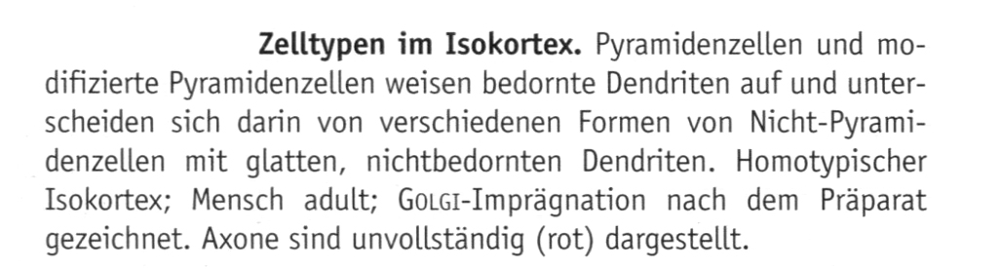 Zelltypen im Isokortex. Pyramidenzellen und mo-
difizierte Pyramidenzellen weisen bedornte Dendriten auf und unter-
scheiden sich darin von verschiedenen Formen von Nicht-Pyrami-
denzellen mit glatten, nichtbedornten Dendriten. Homotypischer
Isokortex; Mensch adult; GOLGI-Imprägnation nach dem Präparat
gezeichnet. Axone sind unvollständig (rot) dargestellt.